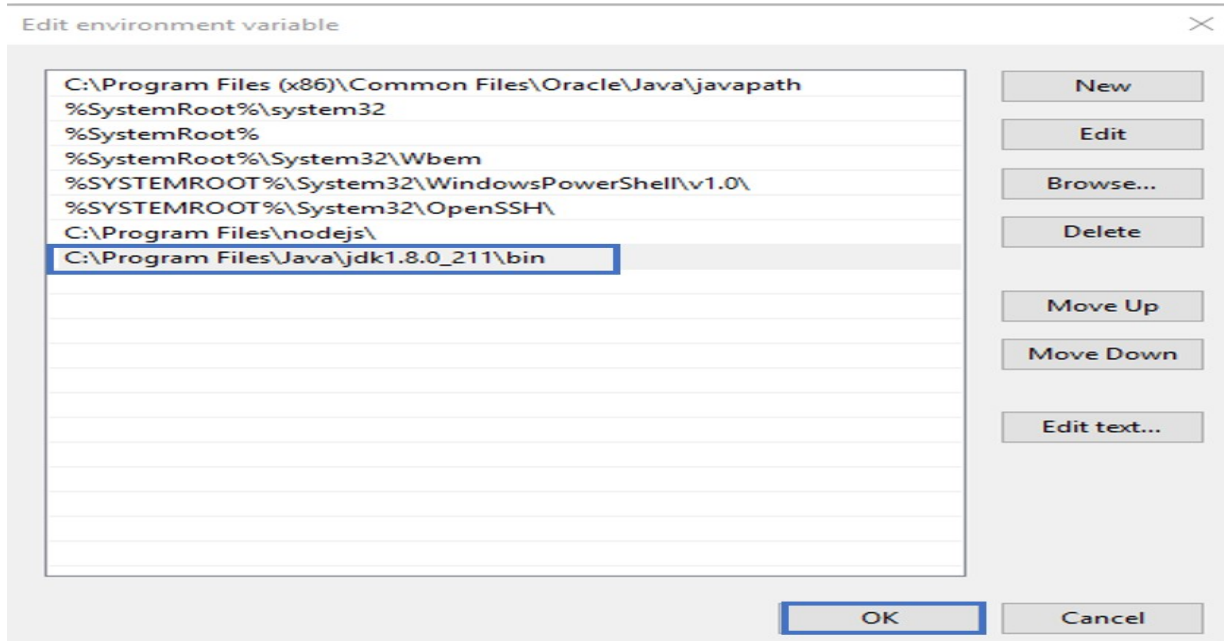 Edit environment variable
C:\Program Files (x86)\Common Files\Oracle\Java\javapath
%SystemRoot%\system32
%SystemRoot%
%SystemRoot%\System32\Wbem
%SYSTEMROOT%\System32\WindowsPowerShell\v1.0\
%SYSTEMROOT%\System32\OpenSSH\
C:\Program Files\nodejs\
C:\Program Files\Java\jdk1.8.0_211\bin
New
Edit
Browse...
Delete
Move Up
Move Down
Edit text...
OK
Cancel